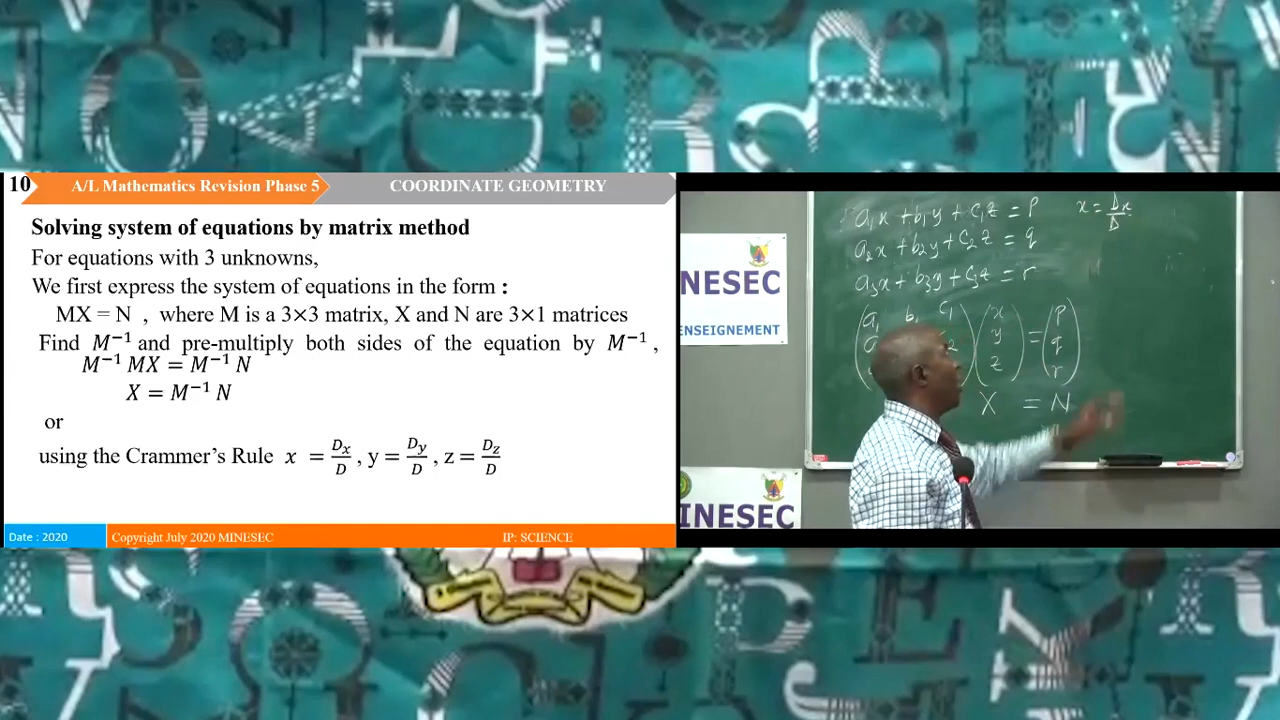 10 A/L Mathematics Revision Phase 5 COORDINATE GEOMETRY
Solving system of equations by matrix method
For equations with 3 unknowns,
We first express the system of equations in the form :
MX = N , where M is a 3×3 matrix, X and N are 3×1 matrices
Find M⁻¹ and pre-multiply both sides of the equation by M⁻¹ ,
M⁻¹ MX = M⁻¹ N
X = M⁻¹ N
or
using the Crammer's Rule x = Dx/D , y = Dy/D , z = Dz/D
Date : 2020 Copyright July 2020 MINESEC IP: SCIENCE
a₁x + b₁y + c₁z = p
x = Dx/D
a₂x + b₂y + c₂z = q
a₃x + b₃y + c₃z = r
a₁ b₁ c₁ x p
y = q
z r
X = N
INESEC
ENSEIGNEMENT
INESEC